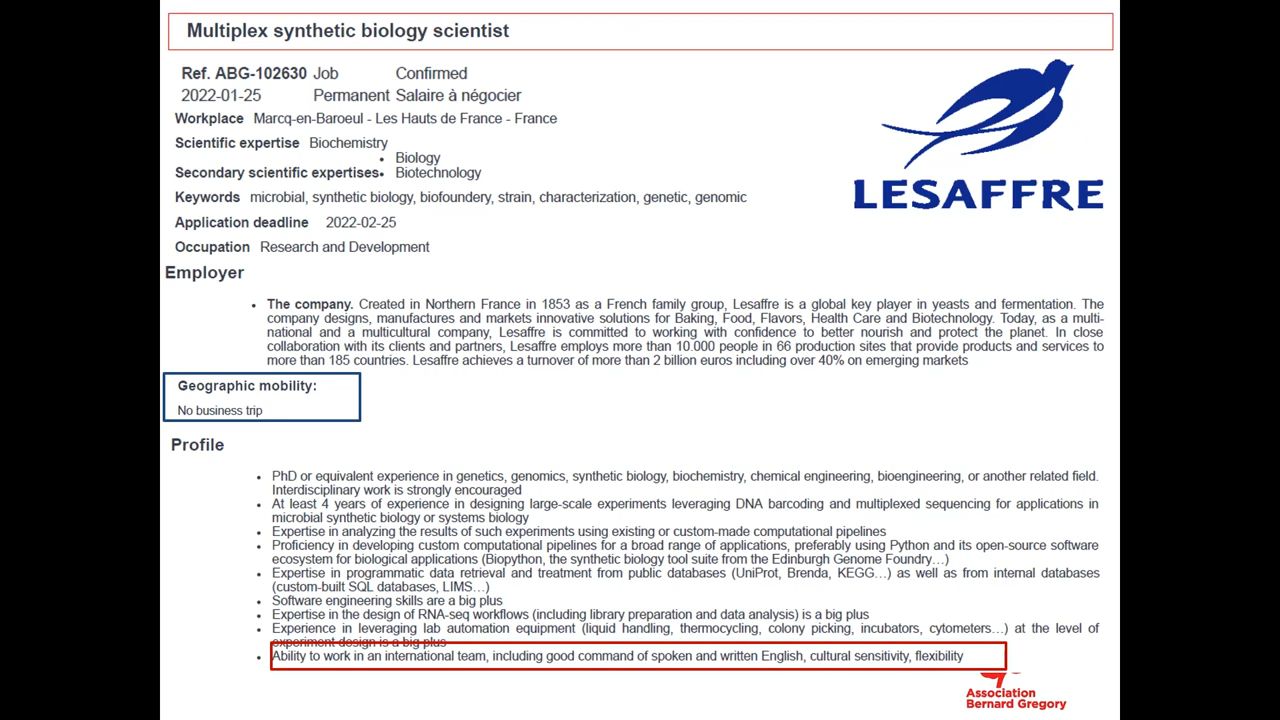 Multiplex synthetic biology scientist
Ref. ABG-102630 Job Confirmed
2022-01-25 Permanent Salaire à négocier
Workplace Marcq-en-Baroeul - Les Hauts de France - France
Scientific expertise Biochemistry
• Biology
Secondary scientific expertises • Biotechnology
Keywords microbial, synthetic biology, biofoundery, strain, characterization, genetic, genomic
Application deadline 2022-02-25
Occupation Research and Development
LESAFFRE
Employer
• The company. Created in Northern France in 1853 as a French family group, Lesaffre is a global key player in yeasts and fermentation. The
company designs, manufactures and markets innovative solutions for Baking, Food, Flavors, Health Care and Biotechnology. Today, as a multi-
national and a multicultural company, Lesaffre is committed to working with confidence to better nourish and protect the planet. In close
collaboration with its clients and partners, Lesaffre employs more than 10.000 people in 66 production sites that provide products and services to
more than 185 countries. Lesaffre achieves a turnover of more than 2 billion euros including over 40% on emerging markets
Geographic mobility:
No business trip
Profile
• PhD or equivalent experience in genetics, genomics, synthetic biology, biochemistry, chemical engineering, bioengineering, or another related field.
Interdisciplinary work is strongly encouraged
• At least 4 years of experience in designing large-scale experiments leveraging DNA barcoding and multiplexed sequencing for applications in
microbial synthetic biology or systems biology
• Expertise in analyzing the results of such experiments using existing or custom-made computational pipelines
• Proficiency in developing custom computational pipelines for a broad range of applications, preferably using Python and its open-source software
ecosystem for biological applications (Biopython, the synthetic biology tool suite from the Edinburgh Genome Foundry…)
• Expertise in programmatic data retrieval and treatment from public databases (UniProt, Brenda, KEGG…) as well as from internal databases
(custom-built SQL databases, LIMS…)
• Software engineering skills are a big plus
• Expertise in the design of RNA-seq workflows (including library preparation and data analysis) is a big plus
• Experience in leveraging lab automation equipment (liquid handling, thermocycling, colony picking, incubators, cytometers…) at the level of
experiment design is a big plus
• Ability to work in an international team, including good command of spoken and written English, cultural sensitivity, flexibility
Association
Bernard Gregory